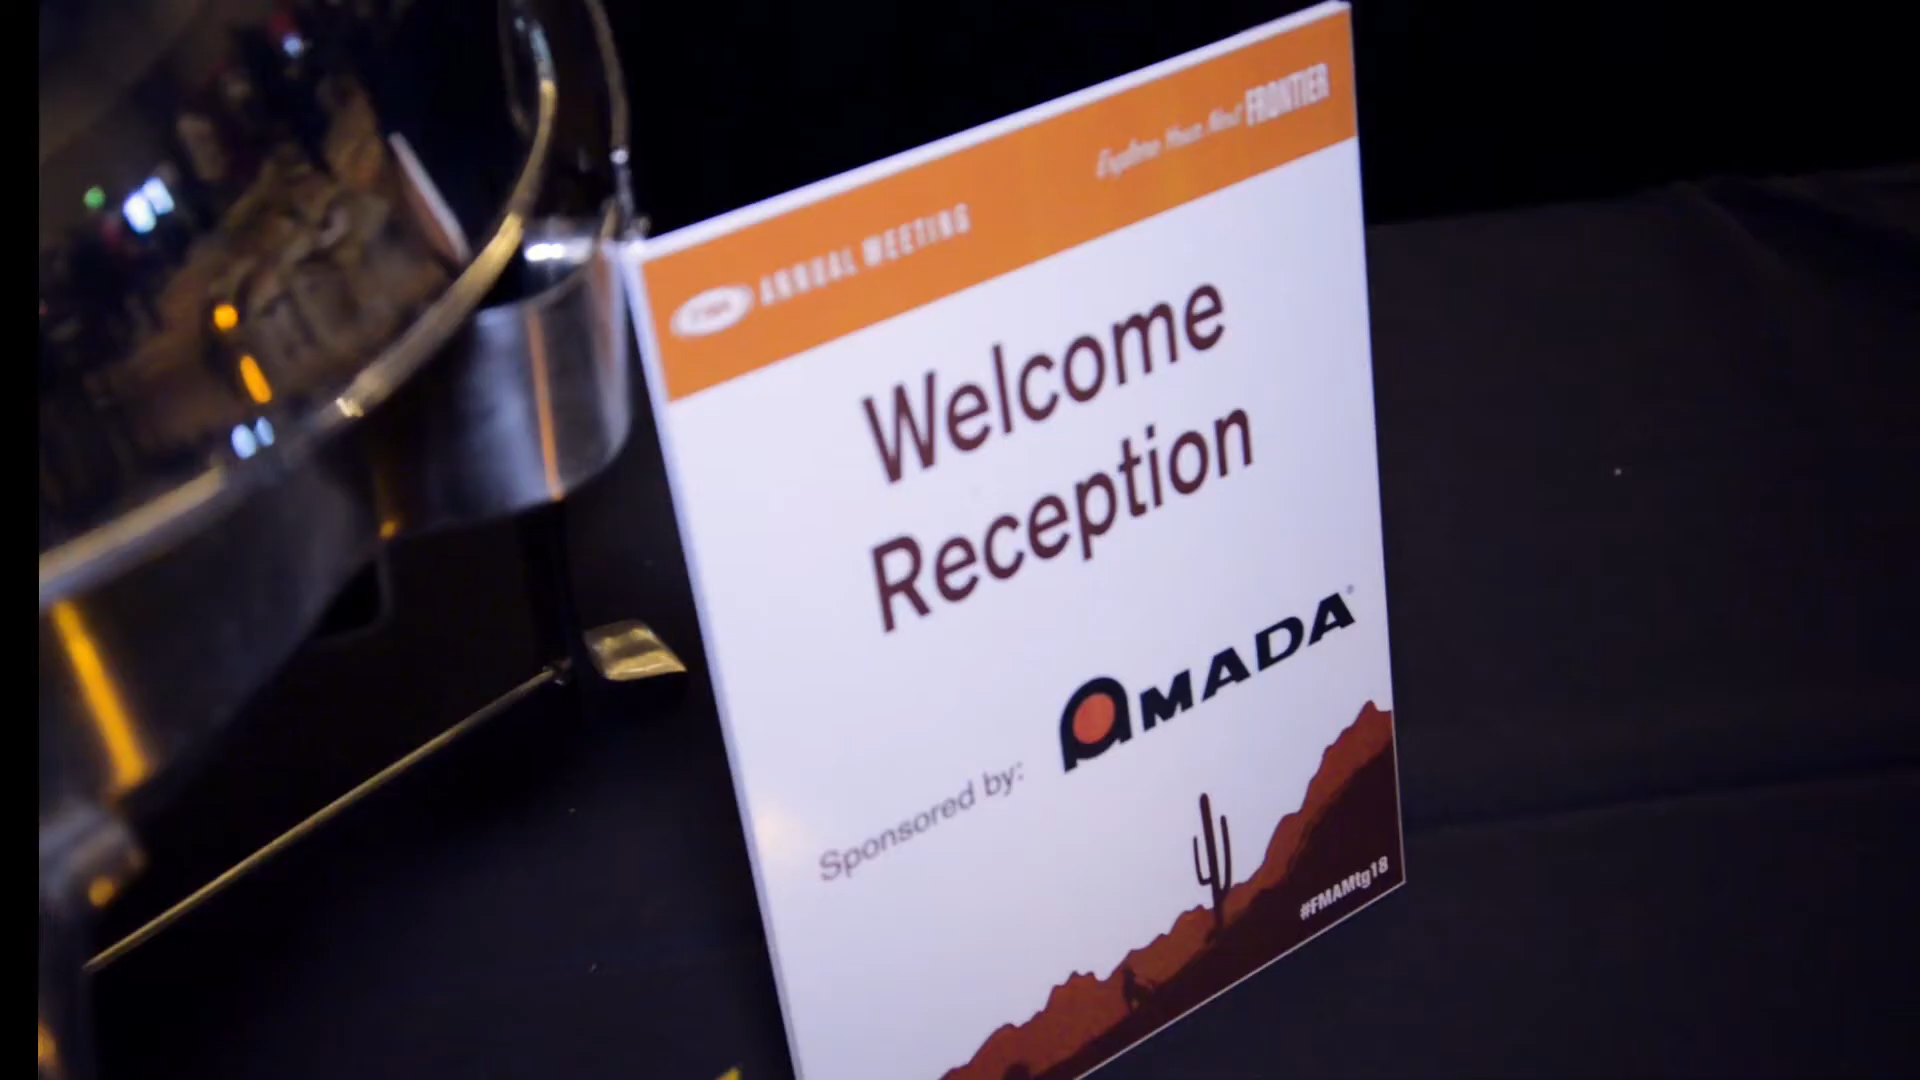 ANNUAL MEETING
Explore Your Next FRONTIER
Welcome
Reception
Sponsored by: AMADA
#FMAMtg18